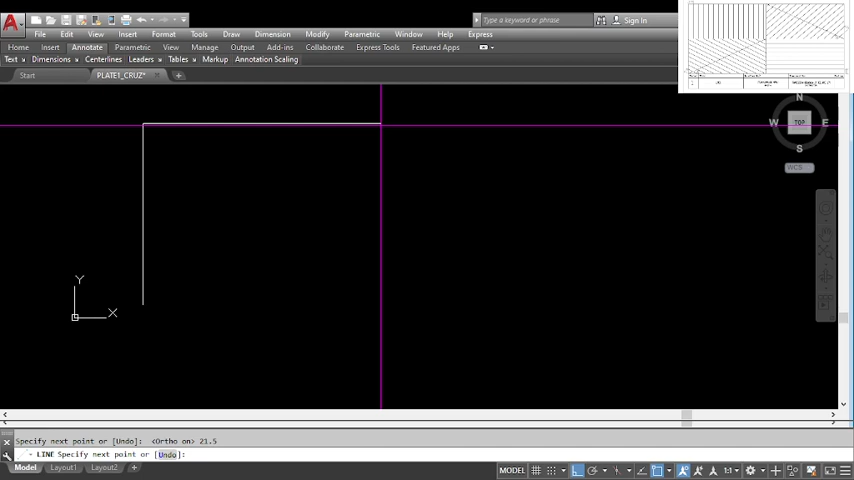 Type a keyword or phrase
Sign In
File Edit View Insert Format Tools Draw Dimension Modify Parametric Window Help Express
Home Insert Annotate Parametric View Manage Output Add-ins Collaborate Express Tools Featured Apps
Text Dimensions Centerlines Leaders Tables Markup Annotation Scaling
Start PLATE1_CRUZ*
N
W TOP E
S
WCS
Y
X
Specify next point or [Undo]: <Ortho on> 21.5
LINE Specify next point or [Undo]:
Model Layout1 Layout2 +
MODEL 1:1